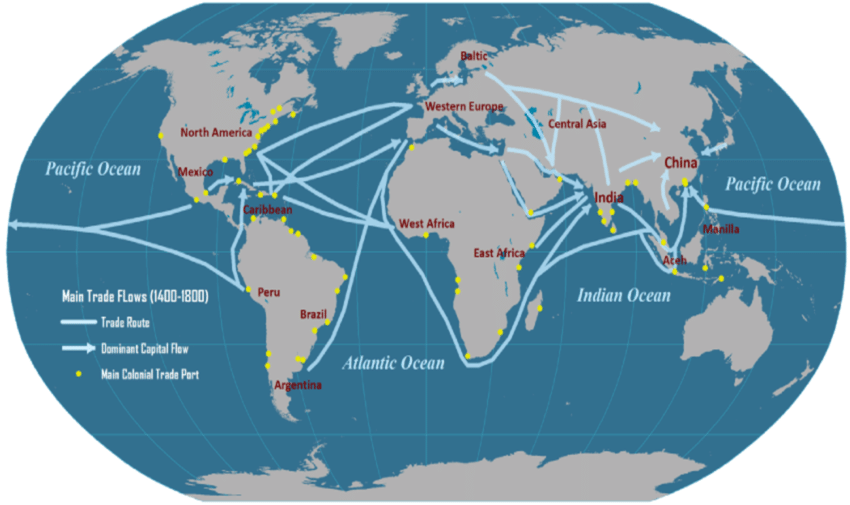 Baltic
Western Europe
North America
Central Asia
Pacific Ocean
Mexico
China
Pacific Ocean
India
Caribbean
West Africa
Manilla
East Africa
Aceh
Main Trade FLows (1400-1800)
Peru
Indian Ocean
Trade Route
Brazil
Dominant Capital Flow
Atlantic Ocean
Main Colonial Trade Port
Argentina